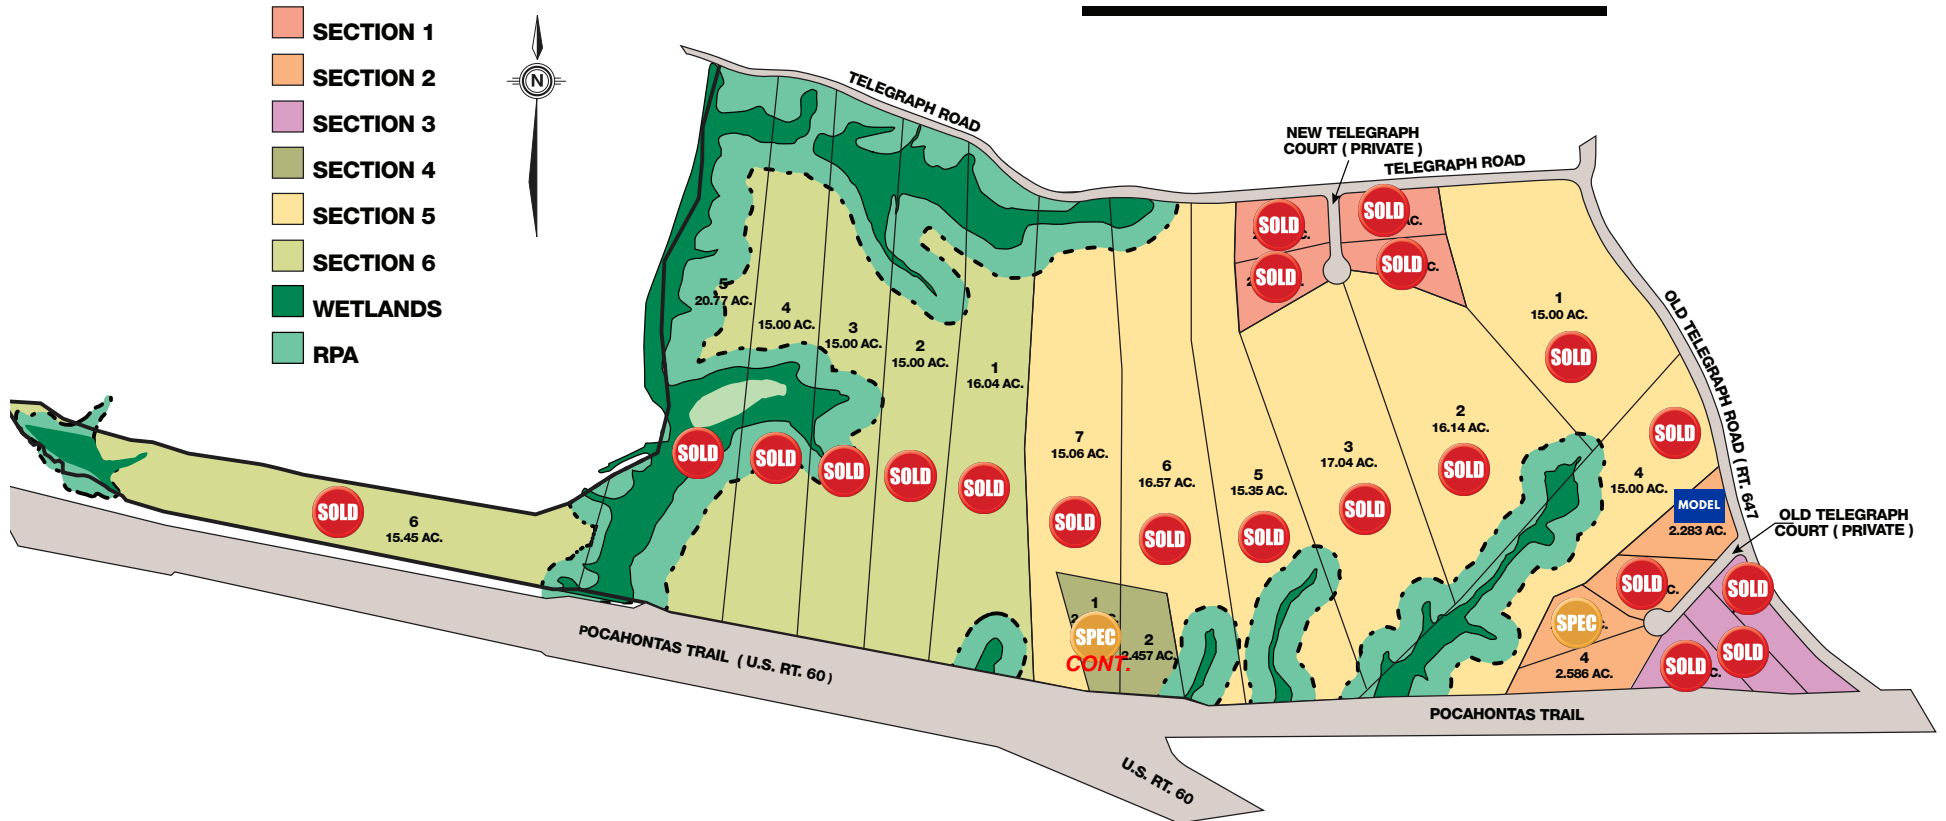 SECTION 1
SECTION 2
SECTION 3
SECTION 4
SECTION 5
SECTION 6
WETLANDS
RPA
N
TELEGRAPH ROAD
NEW TELEGRAPH
COURT ( PRIVATE )
TELEGRAPH ROAD
SOLD
SOLD
AC.
SOLD
SOLD
C.
5
20.77 AC.
4
15.00 AC.
3
15.00 AC.
2
15.00 AC.
1
16.04 AC.
1
15.00 AC.
SOLD
OLD TELEGRAPH ROAD ( RT. 647
7
15.06 AC.
6
16.57 AC.
5
15.35 AC.
3
17.04 AC.
2
16.14 AC.
4
15.00 AC.
SOLD
SOLD
SOLD
SOLD
SOLD
SOLD
SOLD
SOLD
SOLD
SOLD
SOLD
SOLD
6
15.45 AC.
SOLD
MODEL
2.283 AC.
OLD TELEGRAPH
COURT ( PRIVATE )
SOLD
C.
SOLD
SPEC
C.
4
2.586 AC.
SOLD
C.
SOLD
1
SPEC
CONT.
2
2.457 AC.
POCAHONTAS TRAIL ( U.S. RT. 60 )
POCAHONTAS TRAIL
U.S. RT. 60